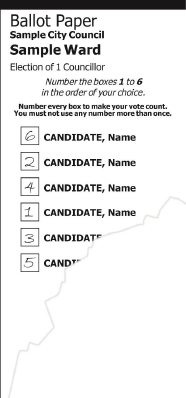 Ballot Paper
Sample City Council
Sample Ward
Election of 1 Councillor
Number the boxes 1 to 6
in the order of your choice.
Number every box to make your vote count.
You must not use any number more than once.
6 CANDIDATE, Name
2 CANDIDATE, Name
4 CANDIDATE, Name
1 CANDIDATE, Name
3 CANDIDATE
5 CANDI